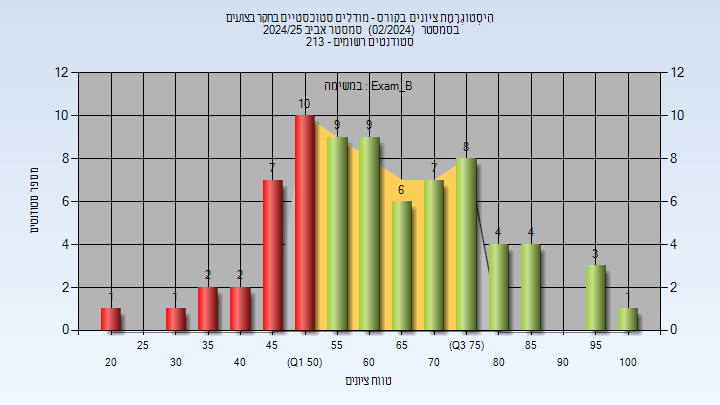 היסטוגרמת ציונים בקורס - מודלים סטוכסטיים בחקר בצועים
בסמסטר (02/2024) סמסטר אביב 2024/25
סטודנטים רשומים - 213
במשימה : Exam_B
12 12
10 10
8 8
6 6
4 4
2 2
0 0
מספר סטודנטים
1 1 2 2 7 10 9 9 6 7 8 4 4 3 1
25 35 45 55 65 (Q3 75) 85 95
20 30 40 (Q1 50) 60 70 80 90 100
טווח ציונים